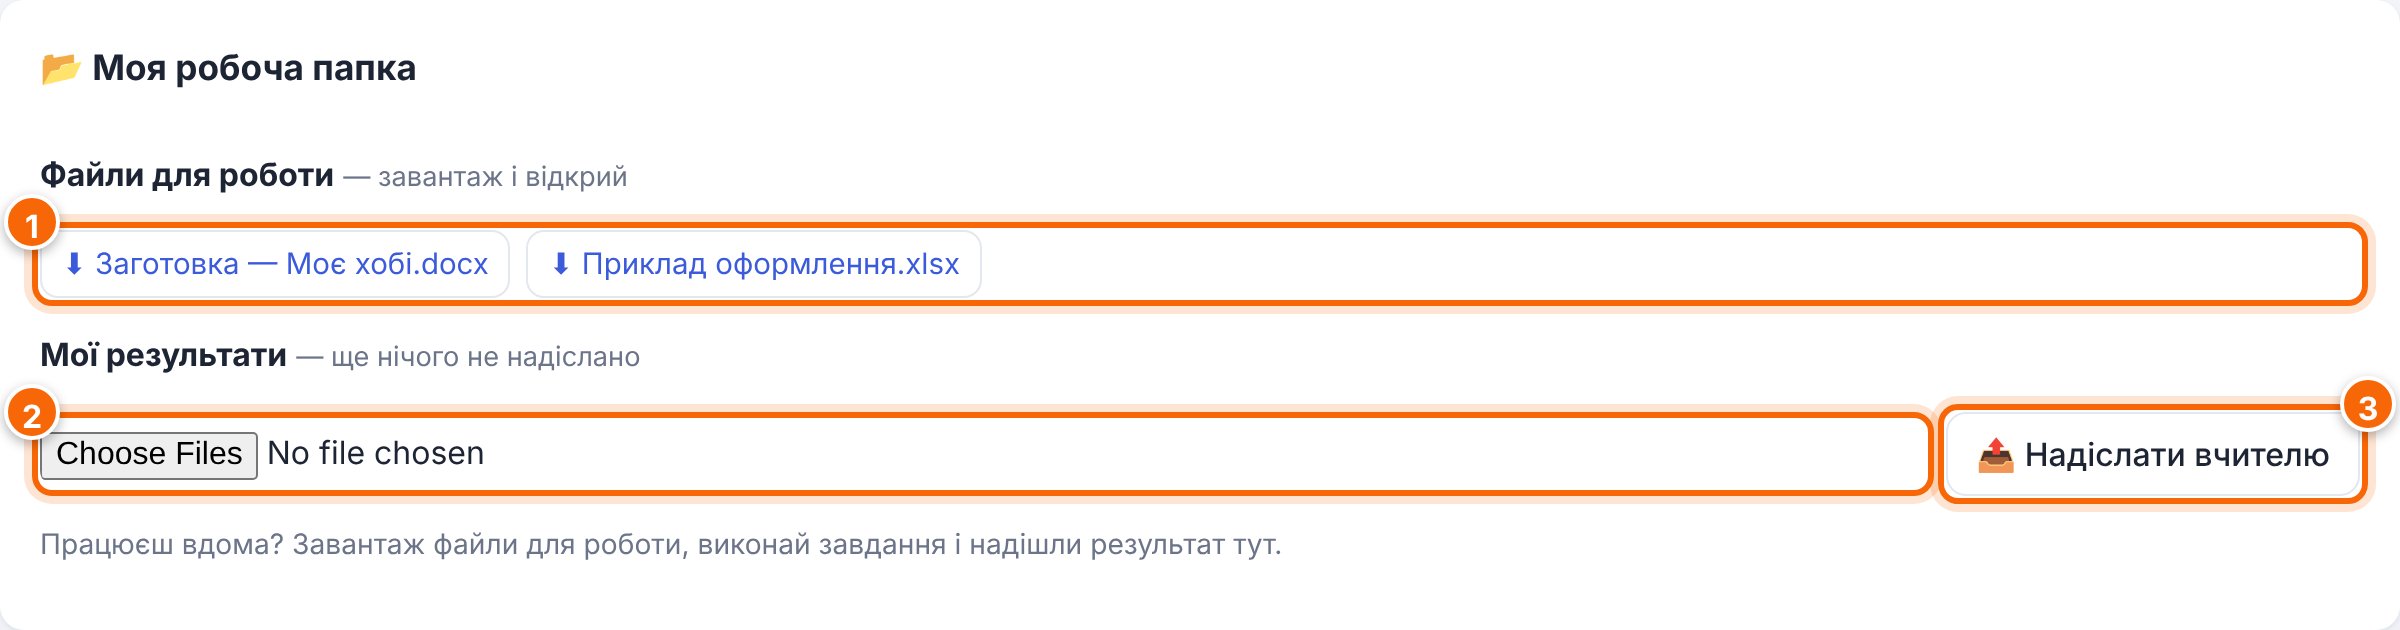 📂 Моя робоча папка
Файли для роботи — завантаж і відкрий
1
⬇ Заготовка — Моє хобі.docx ⬇ Приклад оформлення.xlsx
Мої результати — ще нічого не надіслано
2 3
Choose Files No file chosen 📤 Надіслати вчителю
Працюєш вдома? Завантаж файли для роботи, виконай завдання і надішли результат тут.